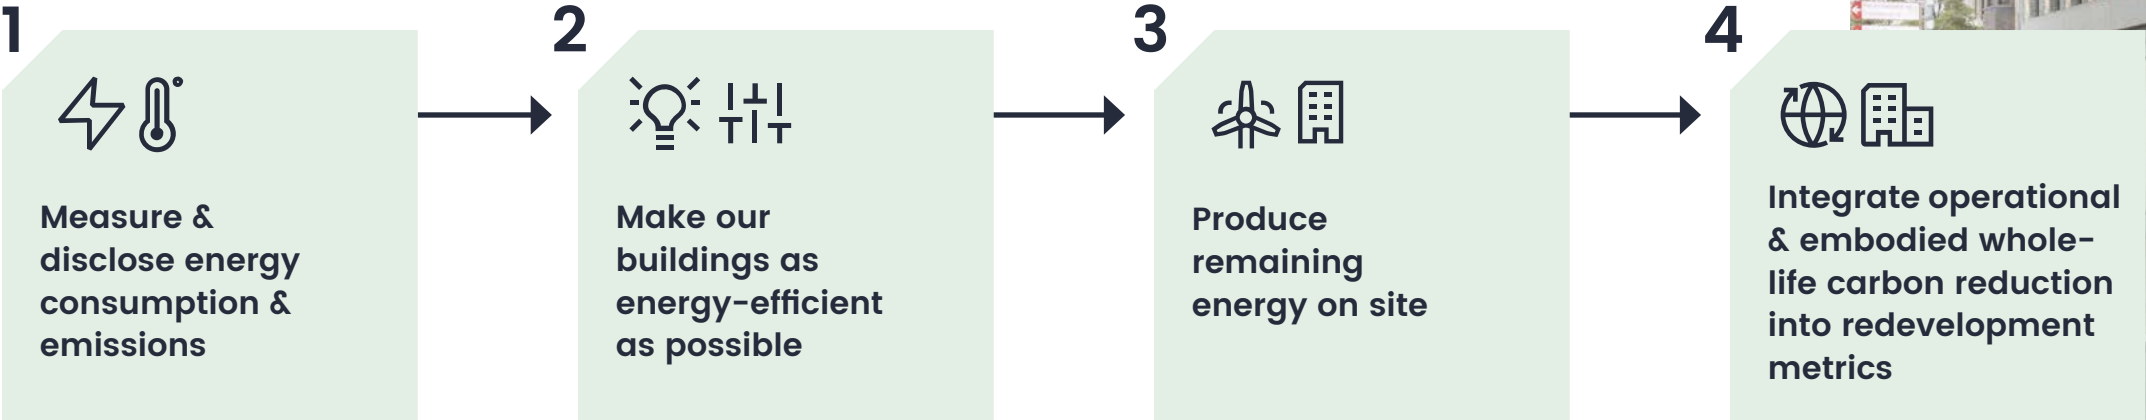 1
Measure &
disclose energy
consumption &
emissions
2
Make our
buildings as
energy-efficient
as possible
3
Produce
remaining
energy on site
4
Integrate operational
& embodied whole-
life carbon reduction
into redevelopment
metrics